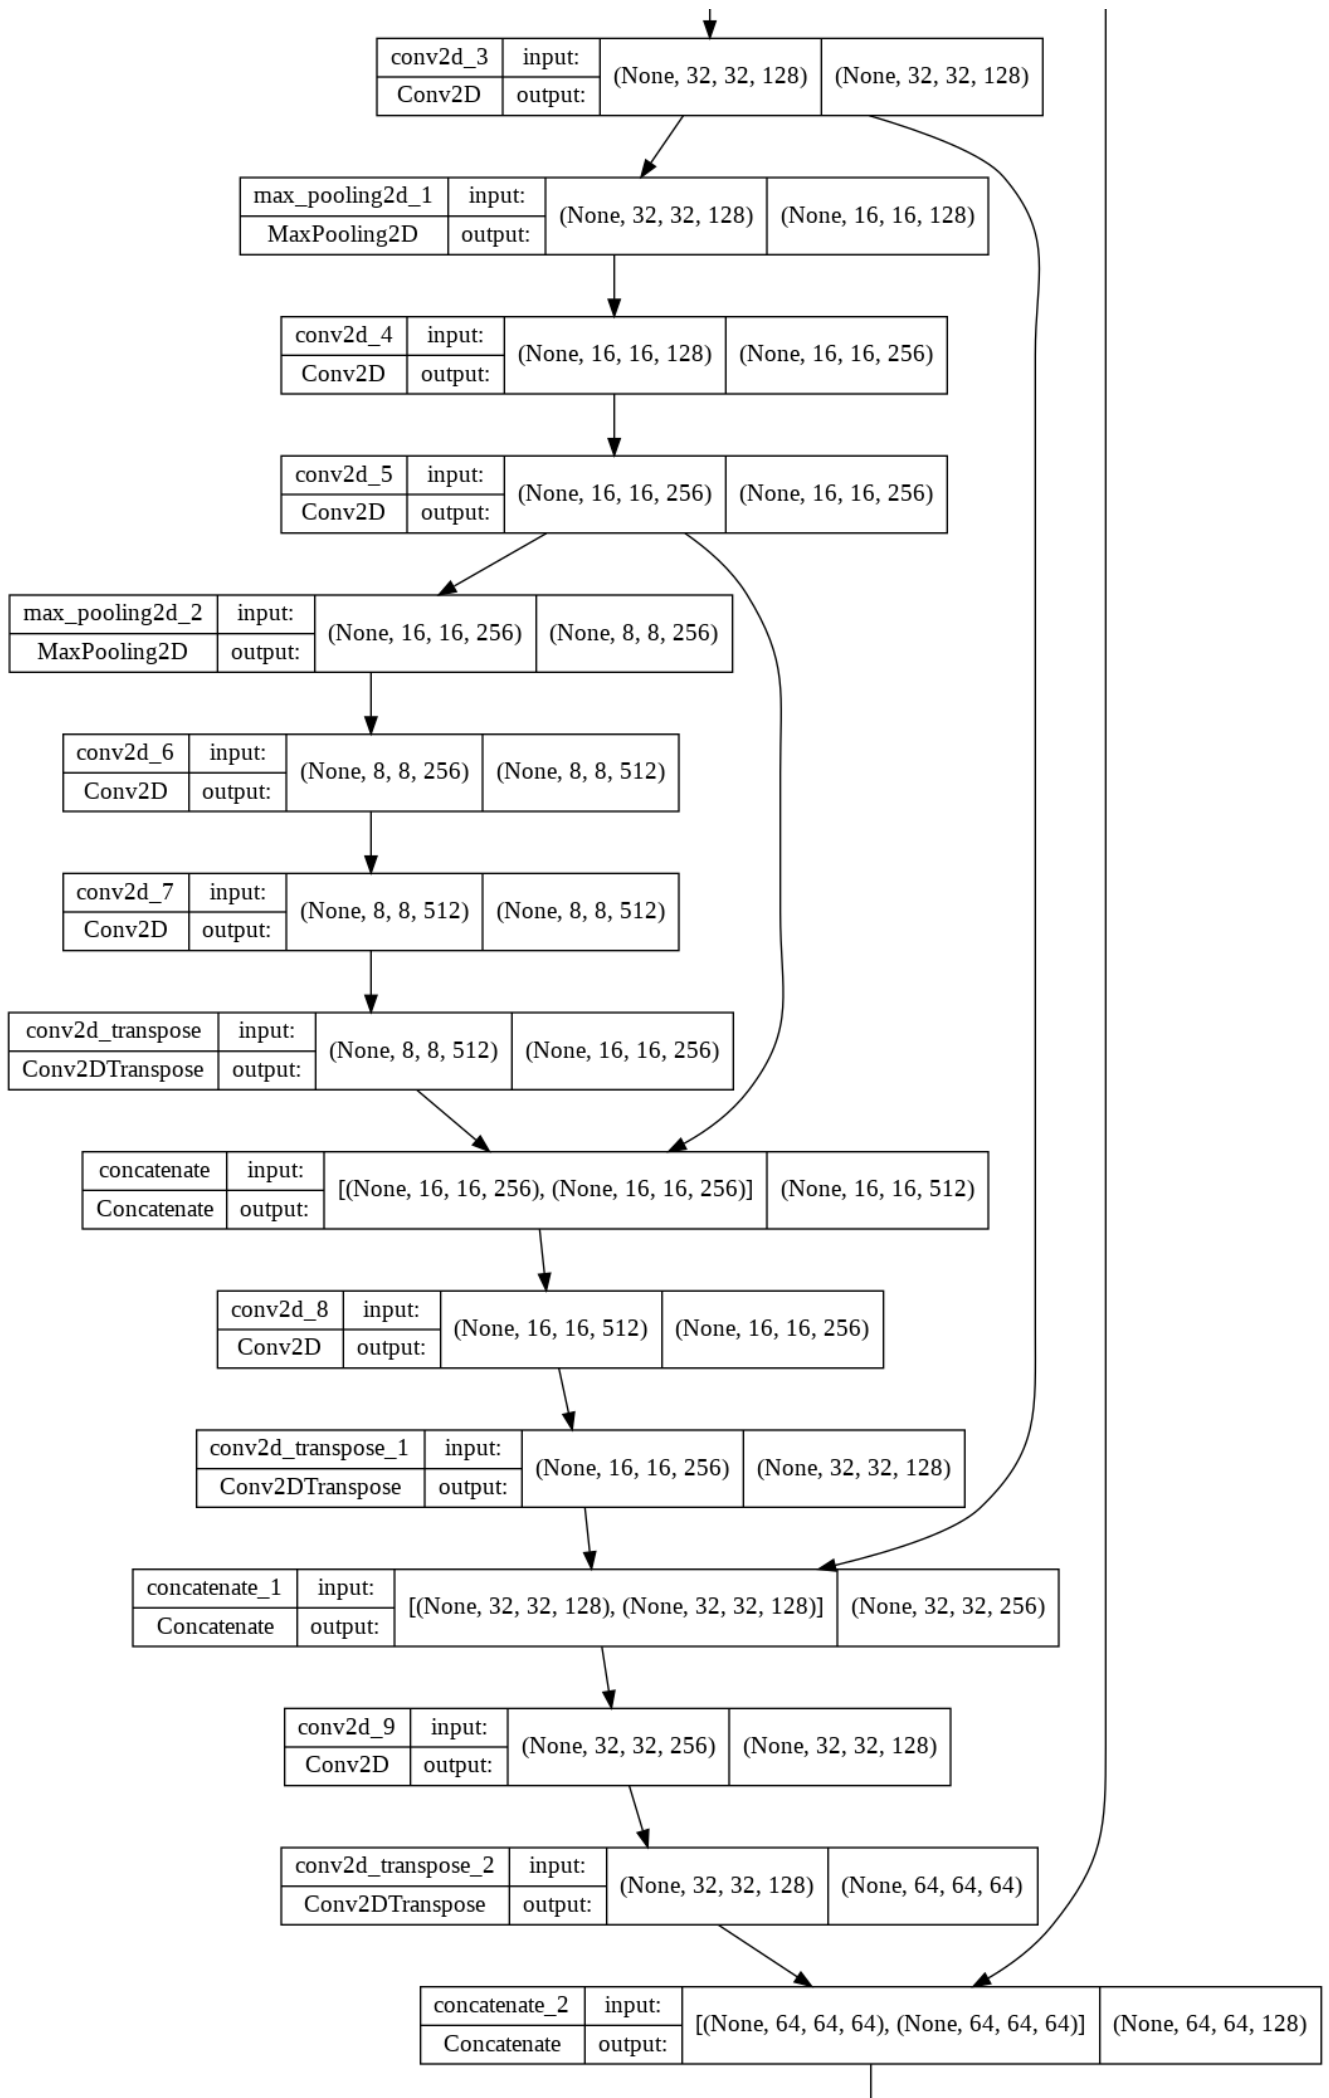 conv2d_3 input: (None, 32, 32, 128) (None, 32, 32, 128)
Conv2D output:
max_pooling2d_1 input: (None, 32, 32, 128) (None, 16, 16, 128)
MaxPooling2D output:
conv2d_4 input: (None, 16, 16, 128) (None, 16, 16, 256)
Conv2D output:
conv2d_5 input: (None, 16, 16, 256) (None, 16, 16, 256)
Conv2D output:
max_pooling2d_2 input: (None, 16, 16, 256) (None, 8, 8, 256)
MaxPooling2D output:
conv2d_6 input: (None, 8, 8, 256) (None, 8, 8, 512)
Conv2D output:
conv2d_7 input: (None, 8, 8, 512) (None, 8, 8, 512)
Conv2D output:
conv2d_transpose input: (None, 8, 8, 512) (None, 16, 16, 256)
Conv2DTranspose output:
concatenate input: [(None, 16, 16, 256), (None, 16, 16, 256)] (None, 16, 16, 512)
Concatenate output:
conv2d_8 input: (None, 16, 16, 512) (None, 16, 16, 256)
Conv2D output:
conv2d_transpose_1 input: (None, 16, 16, 256) (None, 32, 32, 128)
Conv2DTranspose output:
concatenate_1 input: [(None, 32, 32, 128), (None, 32, 32, 128)] (None, 32, 32, 256)
Concatenate output:
conv2d_9 input: (None, 32, 32, 256) (None, 32, 32, 128)
Conv2D output:
conv2d_transpose_2 input: (None, 32, 32, 128) (None, 64, 64, 64)
Conv2DTranspose output:
concatenate_2 input: [(None, 64, 64, 64), (None, 64, 64, 64)] (None, 64, 64, 128)
Concatenate output: